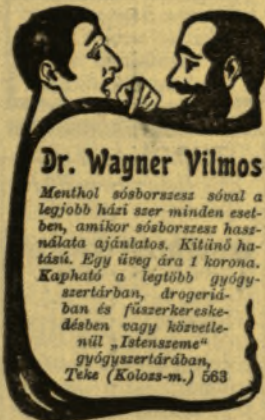 Dr. Wagner Vilmos
Menthol sósborszesz sóval a
legjobb házi szer minden eset-
ben, amikor sósborszesz hasz-
nálata ajánlatos. Kitünő ha-
tású. Egy üveg ára 1 korona.
Kapható a legtöbb gyógy-
szertárban, drogeriá-
ban és füszerkereske-
désben vagy közvetle-
nül „Istenszeme"
gyógyszertárában,
Teke (Kolozs-m.) 563